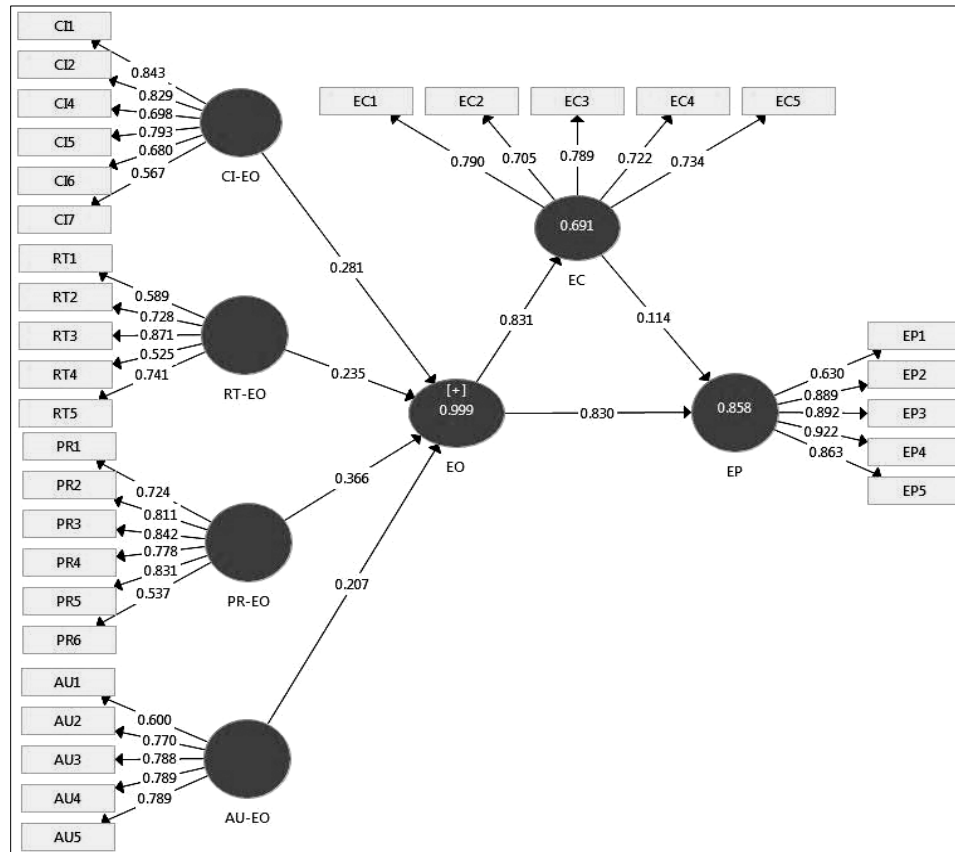 CI1
CI2
CI4
CI5
CI6
CI7
0.843
0.829
0.698
0.793
0.680
0.567
CI-EO
RT1
RT2
RT3
RT4
RT5
0.589
0.728
0.871
0.525
0.741
RT-EO
PR1
PR2
PR3
PR4
PR5
PR6
0.724
0.811
0.842
0.778
0.831
0.537
PR-EO
AU1
AU2
AU3
AU4
AU5
0.600
0.770
0.788
0.789
0.789
AU-EO
0.281
0.235
0.366
0.207
[+]
0.999
EO
EC1
EC2
EC3
EC4
EC5
0.790
0.705
0.789
0.722
0.734
0.691
EC
0.831
0.114
0.830
0.858
EP
0.630
0.889
0.892
0.922
0.863
EP1
EP2
EP3
EP4
EP5